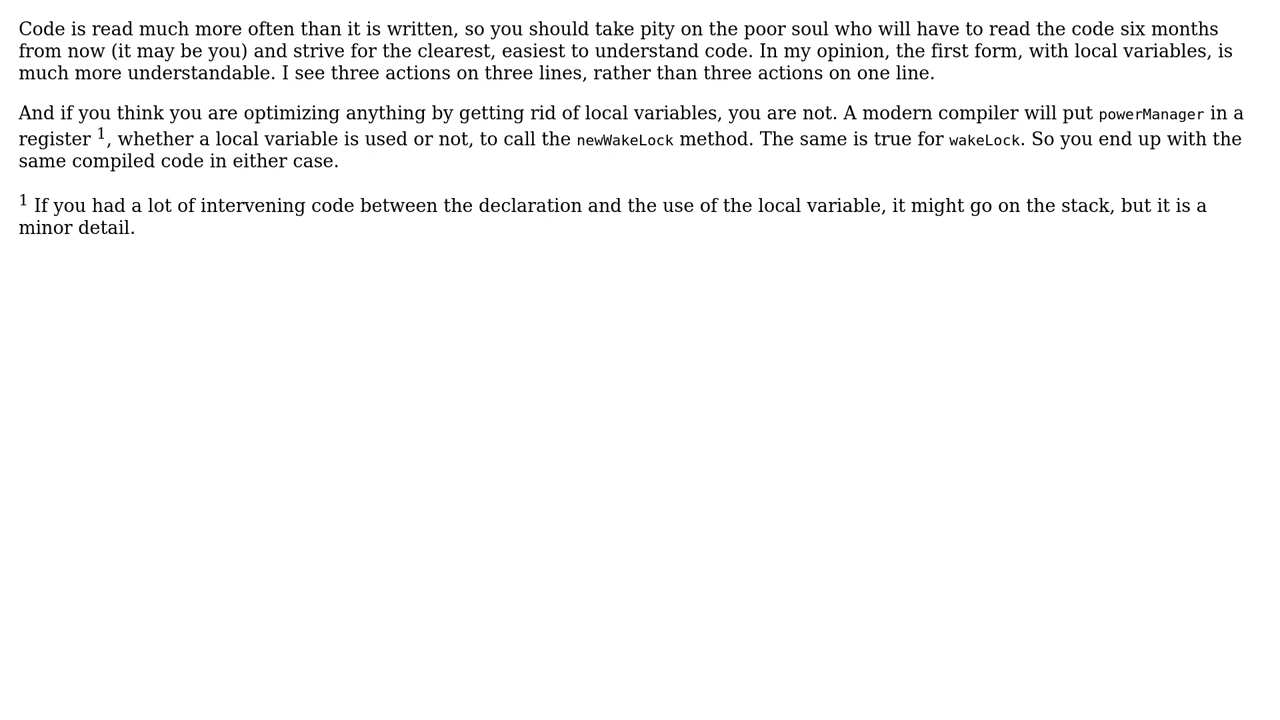 Code is read much more often than it is written, so you should take pity on the poor soul who will have to read the code six months
from now (it may be you) and strive for the clearest, easiest to understand code. In my opinion, the first form, with local variables, is
much more understandable. I see three actions on three lines, rather than three actions on one line.
And if you think you are optimizing anything by getting rid of local variables, you are not. A modern compiler will put powerManager in a
register 1, whether a local variable is used or not, to call the newWakeLock method. The same is true for wakeLock. So you end up with the
same compiled code in either case.
1 If you had a lot of intervening code between the declaration and the use of the local variable, it might go on the stack, but it is a
minor detail.